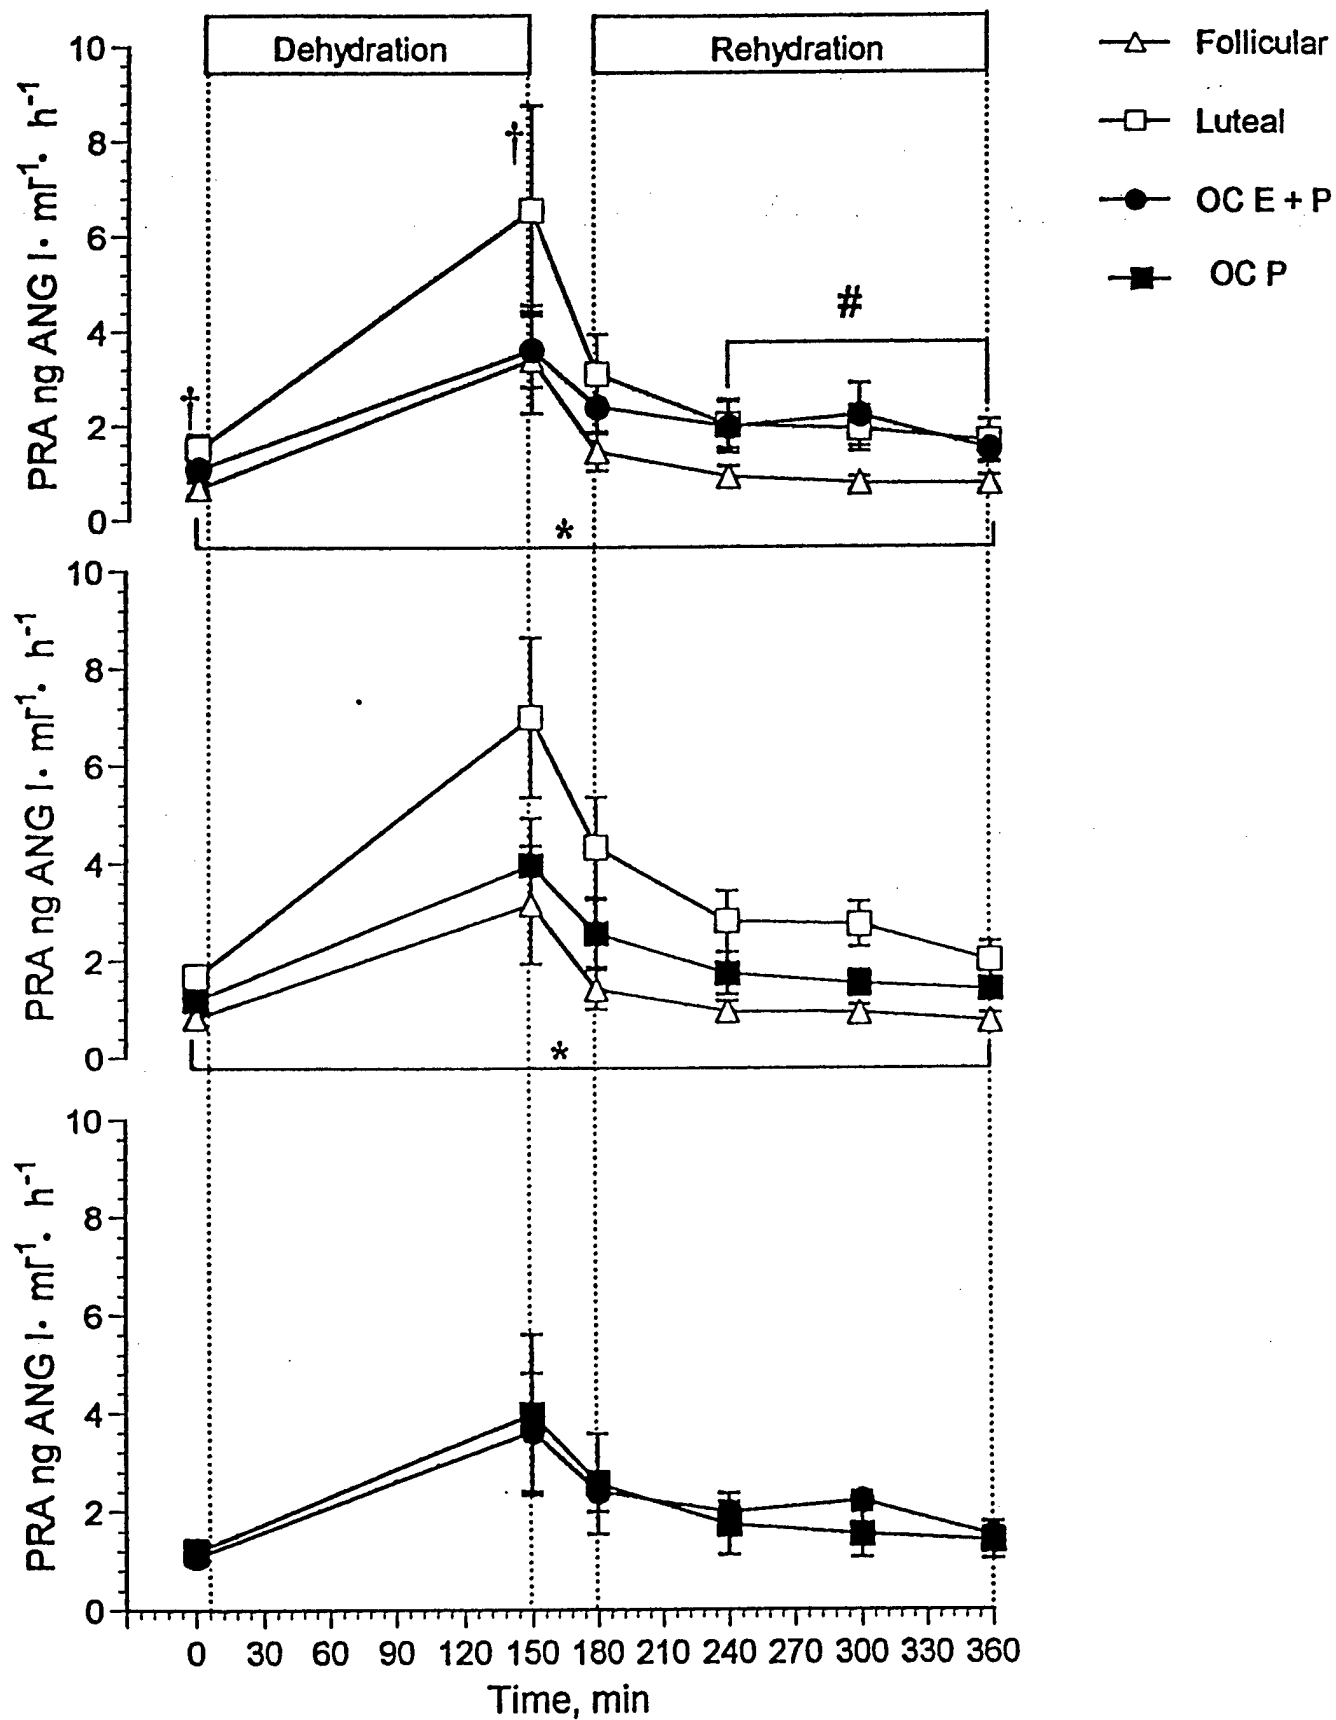 Dehydration
Rehydration
Follicular
Luteal
OC E + P
OC P
PRA ng ANG I· ml⁻¹· h⁻¹
10
8
6
4
2
0
†
†
#
*
PRA ng ANG I· ml⁻¹· h⁻¹
10
8
6
4
2
0
*
PRA ng ANG I· ml⁻¹· h⁻¹
10
8
6
4
2
0
0 30 60 90 120 150 180 210 240 270 300 330 360
Time, min